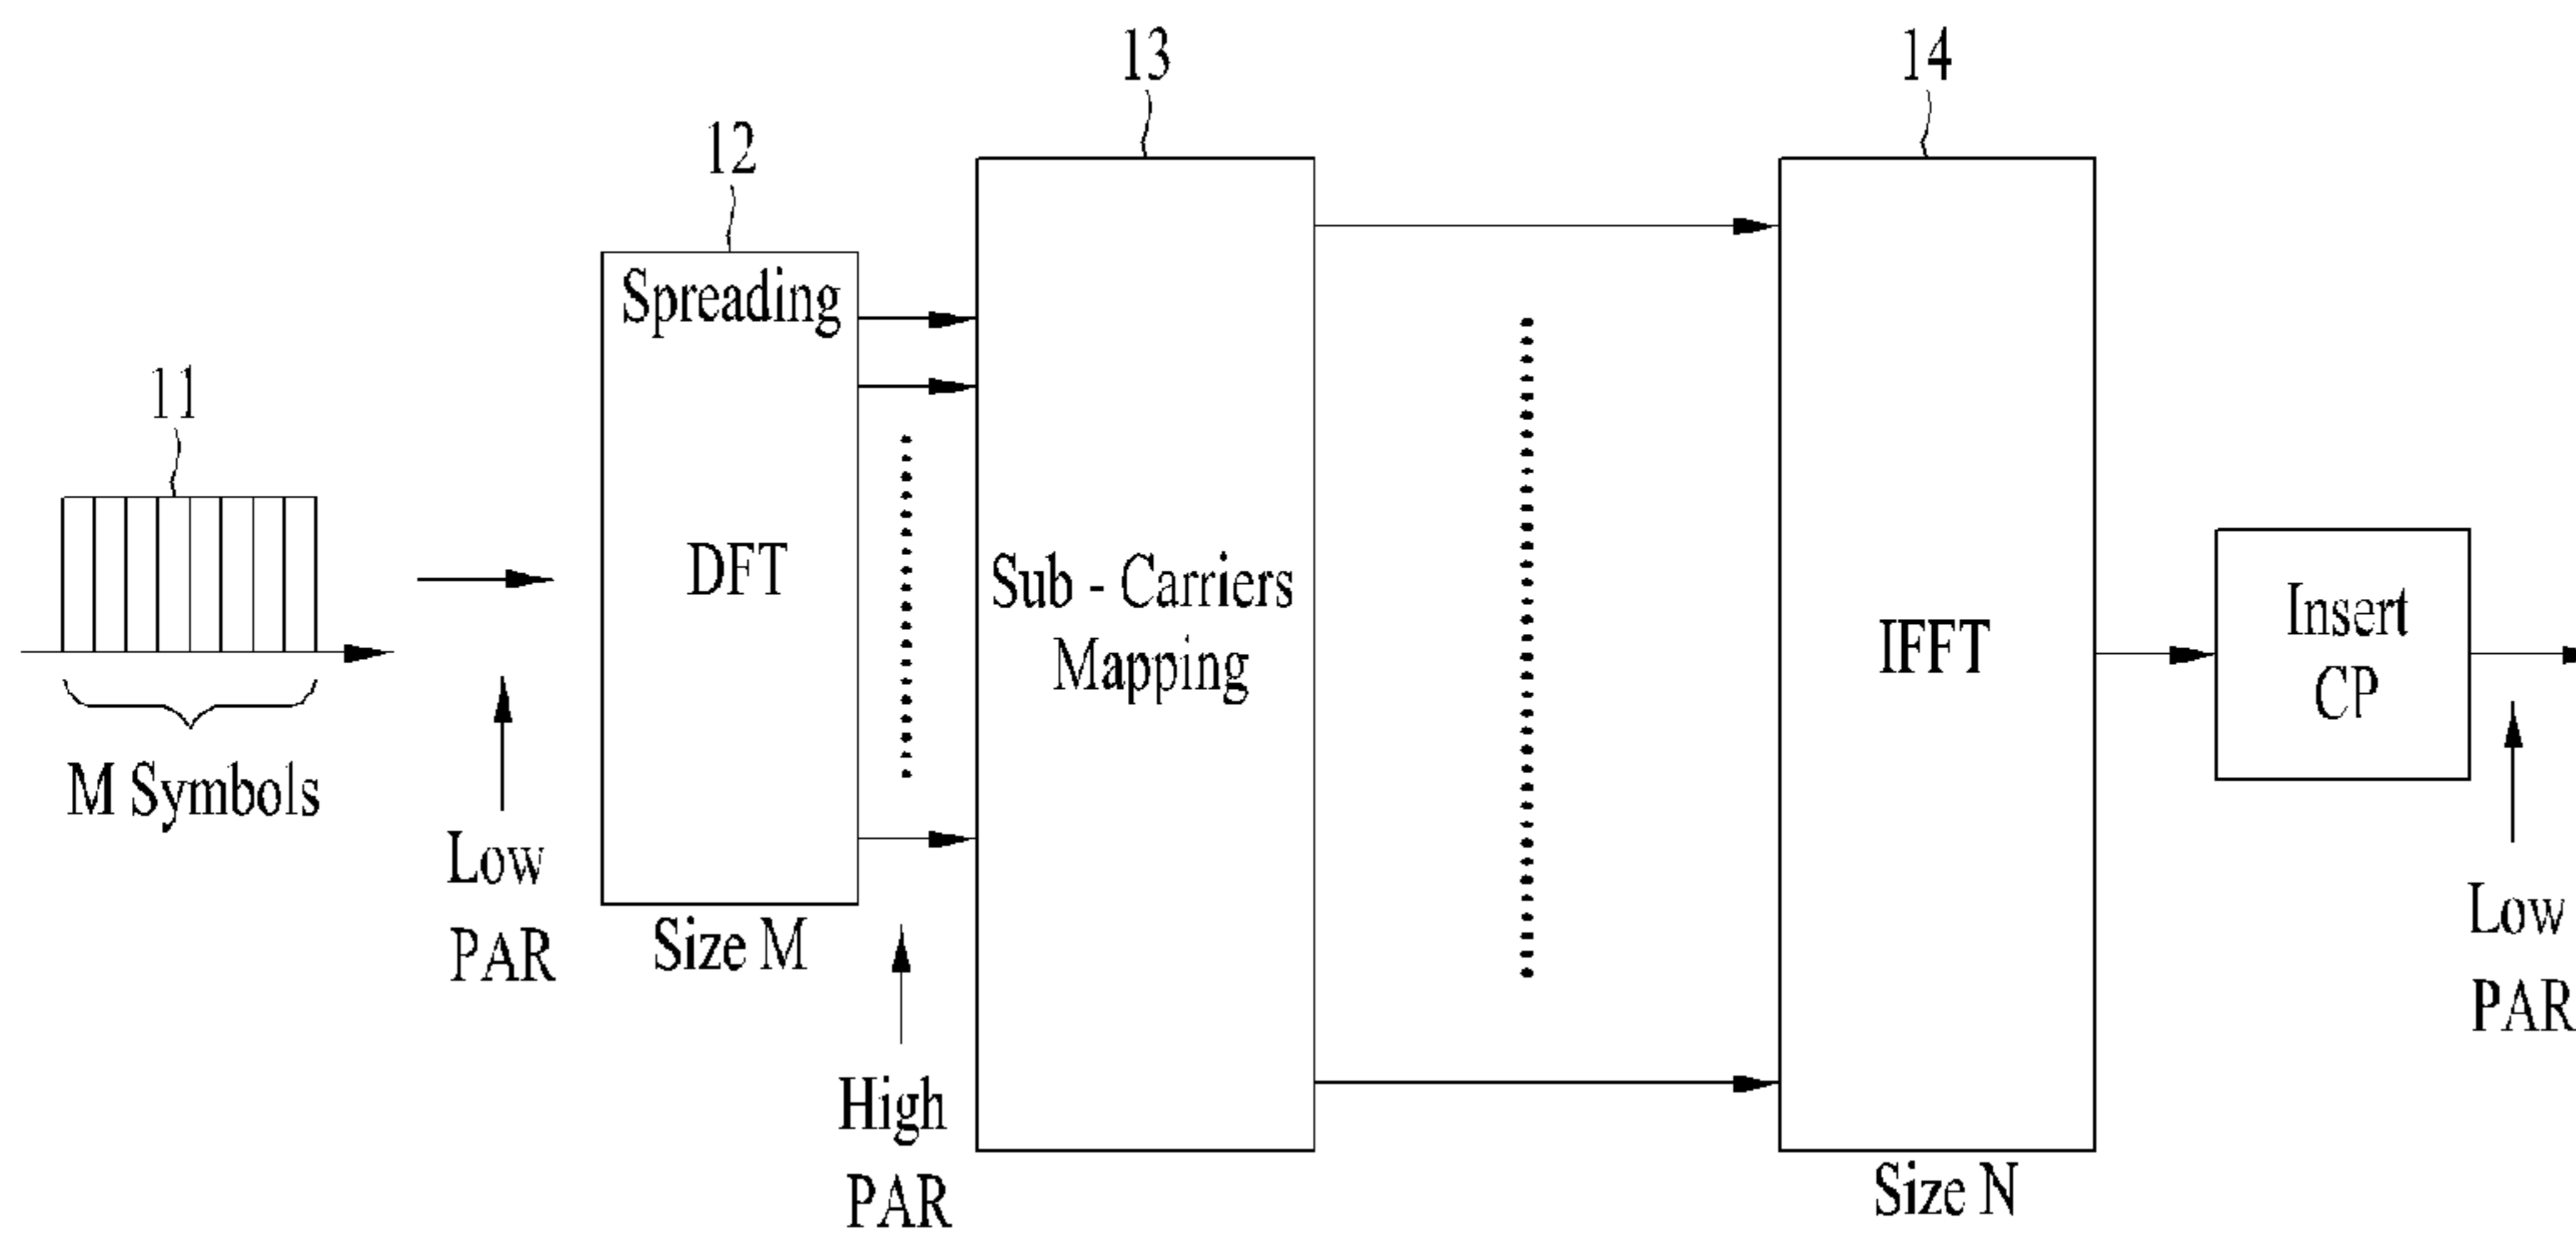 13
14
12
Spreading
11
DFT
Sub - Carriers
Mapping
IFFT
Insert
CP
M Symbols
Low
PAR
Size M
High
PAR
Size N
Low
PAR